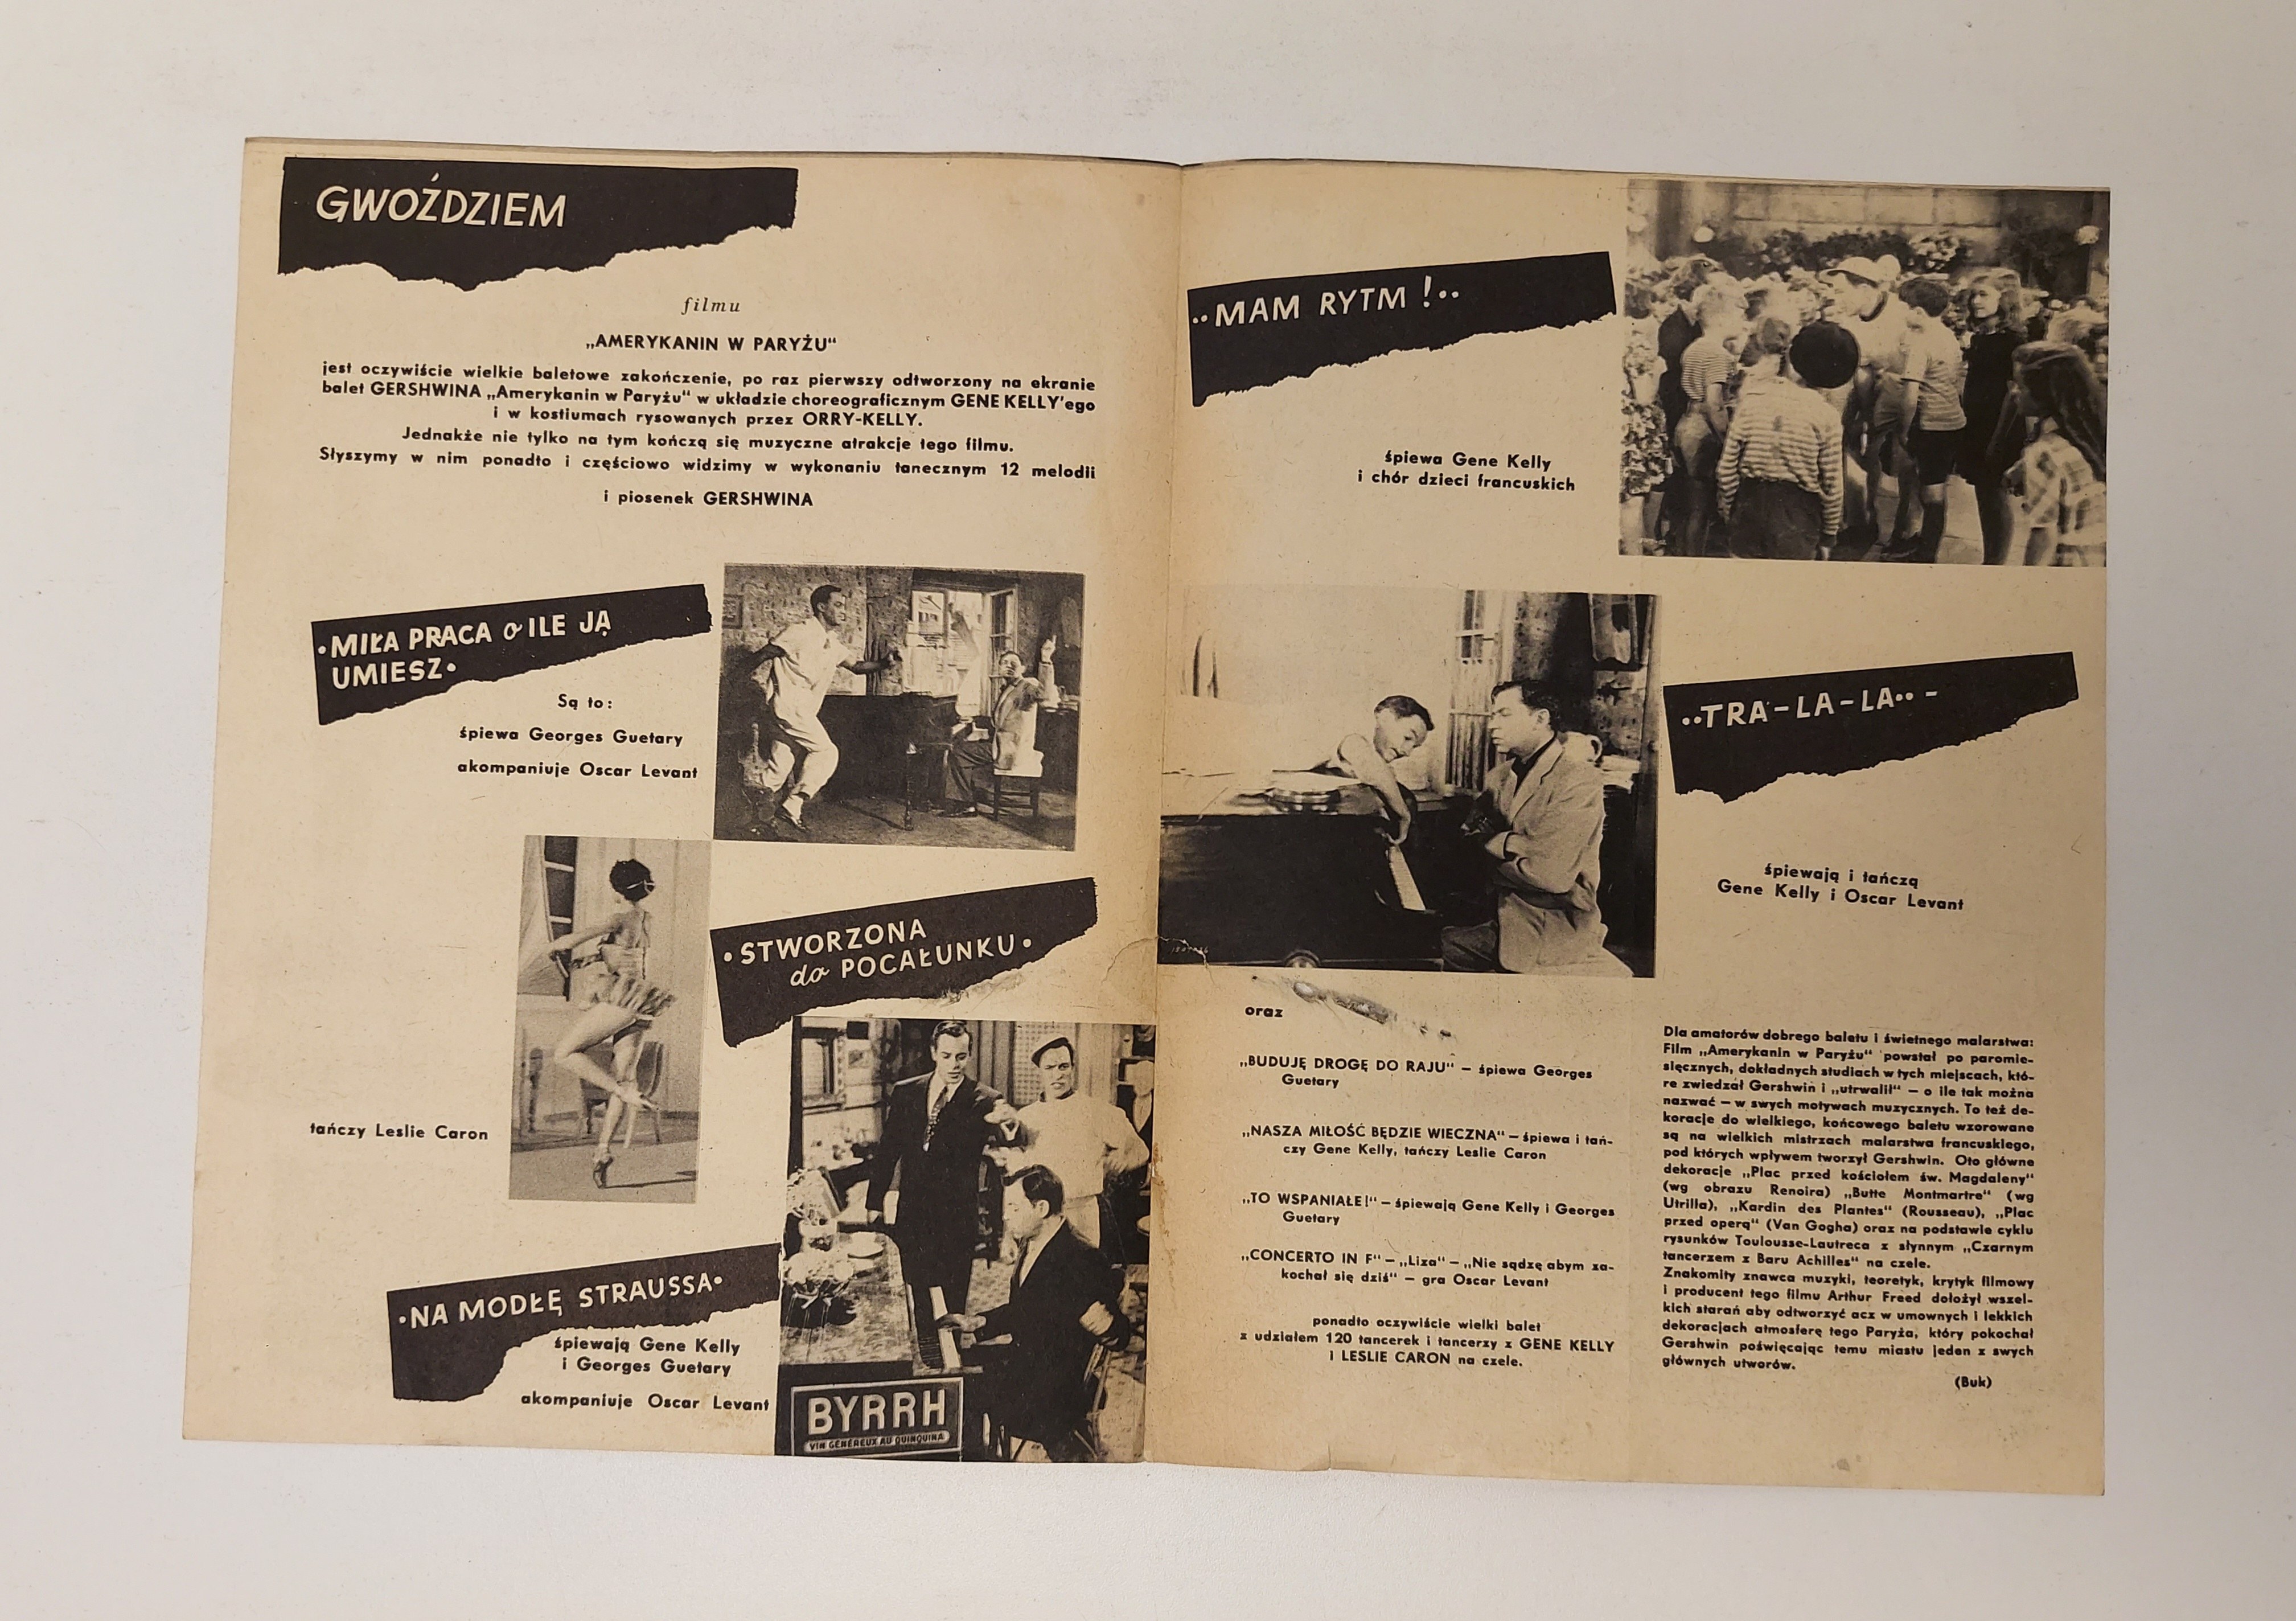 GWOŹDZIEM
filmu
„AMERYKANIN W PARYŻU“
jest oczywiście wielkie baletowe zakończenie, po raz pierwszy odtworzony na ekranie
balet GERSHWINA „Amerykanin w Paryżu“ w układzie choreograficznym GENE KELLY'ego
i w kostiumach rysowanych przez ORRY-KELLY.
Jednakże nie tylko na tym kończą się muzyczne atrakcje tego filmu.
Słyszymy w nim ponadto i częściowo widzimy w wykonaniu tanecznym 12 melodii
i piosenek GERSHWINA
•MIŁA PRACA o ILE JĄ
UMIESZ•
Są to:
śpiewa Georges Guetary
akompaniuje Oscar Levant
•STWORZONA
do POCAŁUNKU•
tańczy Leslie Caron
•NA MODŁĘ STRAUSSA•
śpiewają Gene Kelly
i Georges Guetary
akompaniuje Oscar Levant
BYRRH
VIN GÉNÉREUX AU QUINQUINA
..MAM RYTM !..
śpiewa Gene Kelly
i chór dzieci francuskich
..TRA-LA-LA.. -
śpiewają i tańczą
Gene Kelly i Oscar Levant
oraz
„BUDUJĘ DROGĘ DO RAJU“ – śpiewa Georges
Guetary
„NASZA MIŁOŚĆ BĘDZIE WIECZNA“ – śpiewa i tań-
czy Gene Kelly, tańczy Leslie Caron
„TO WSPANIAŁE!“ – śpiewają Gene Kelly i Georges
Guetary
„CONCERTO IN F“ – „Liza“ – „Nie sądzę abym za-
kochał się dziś“ – gra Oscar Levant
ponadto oczywiście wielki balet
z udziałem 120 tancerek i tancerzy z GENE KELLY
i LESLIE CARON na czele.
Dla amatorów dobrego baletu i świetnego malarstwa:
Film „Amerykanin w Paryżu“ powstał po paromie-
sięcznych, dokładnych studiach w tych miejscach, któ-
re zwiedzał Gershwin i „utrwalił“ – o ile tak można
nazwać – w swych motywach muzycznych. To też de-
koracje do wielkiego, końcowego baletu wzorowane
są na wielkich mistrzach malarstwa francuskiego,
pod których wpływem tworzył Gershwin. Oto główne
dekoracje „Plac przed kościołem św. Magdaleny“
(wg obrazu Renoira) „Butte Montmartre“ (wg
Utrilla), „Kardin des Plantes“ (Rousseau), „Plac
przed operą“ (Van Gogha) oraz na podstawie cyklu
rysunków Toulousse-Lautreca z słynnym „Czarnym
tancerzem z Baru Achilles“ na czele.
Znakomity znawca muzyki, teoretyk, krytyk filmowy
i producent tego filmu Arthur Freed dołożył wszel-
kich starań aby odtworzyć acz w umownych i lekkich
dekoracjach atmosferę tego Paryża, który pokochał
Gershwin poświęcając temu miastu jeden z swych
głównych utworów.
(Buk)